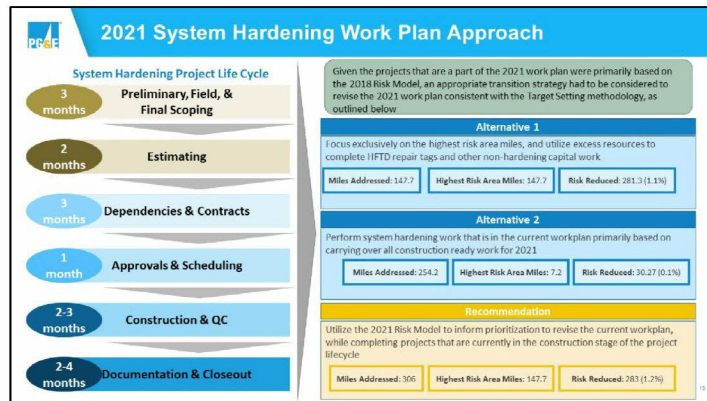 PG&E
2021 System Hardening Work Plan Approach
System Hardening Project Life Cycle
3
months
Preliminary, Field, &
Final Scoping
2
months
Estimating
3
months
Dependencies & Contracts
1
month
Approvals & Scheduling
2-3
months
Construction & QC
2-4
months
Documentation & Closeout
Given the projects that are a part of the 2021 work plan were primarily based on
the 2018 Risk Model, an appropriate transition strategy had to be considered to
revise the 2021 work plan consistent with the Target Setting methodology, as
outlined below
Alternative 1
Focus exclusively on the highest risk area miles, and utilize excess resources to
complete HFTD repair tags and other non-hardening capital work
Miles Addressed: 147.7
Highest Risk Area Miles: 147.7
Risk Reduced: 281.3 (1.1%)
Alternative 2
Perform system hardening work that is in the current workplan primarily based on
carrying over all construction ready work for 2021
Miles Addressed: 254.2
Highest Risk Area Miles: 7.2
Risk Reduced: 30.27 (0.1%)
Recommendation
Utilize the 2021 Risk Model to inform prioritization to revise the current workplan,
while completing projects that are currently in the construction stage of the project
lifecycle
Miles Addressed: 306
Highest Risk Area Miles: 147.7
Risk Reduced: 283 (1.2%)